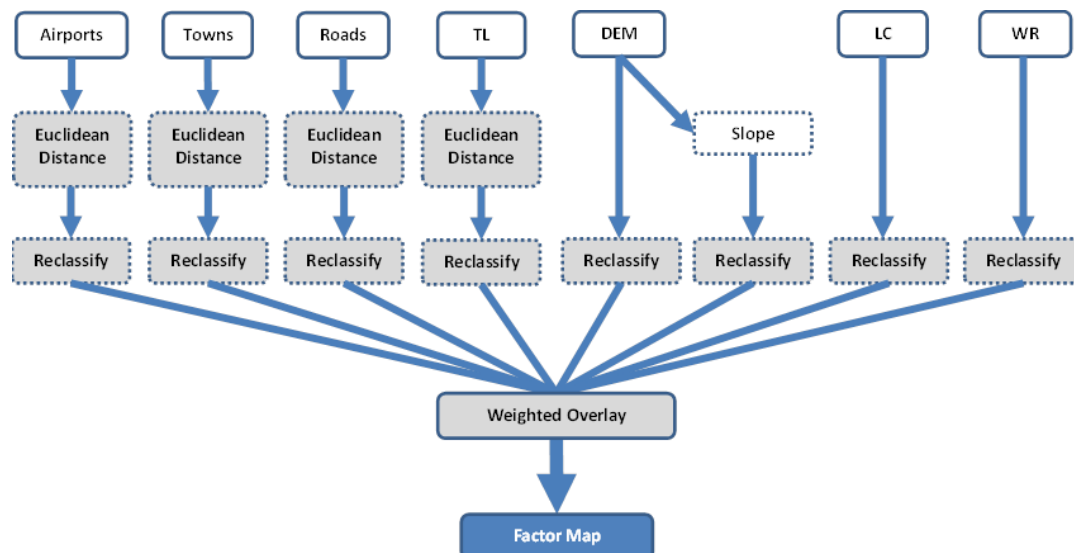 Airports
Towns
Roads
TL
DEM
LC
WR
Euclidean
Distance
Euclidean
Distance
Euclidean
Distance
Euclidean
Distance
Slope
Reclassify
Reclassify
Reclassify
Reclassify
Reclassify
Reclassify
Reclassify
Reclassify
Weighted Overlay
Factor Map